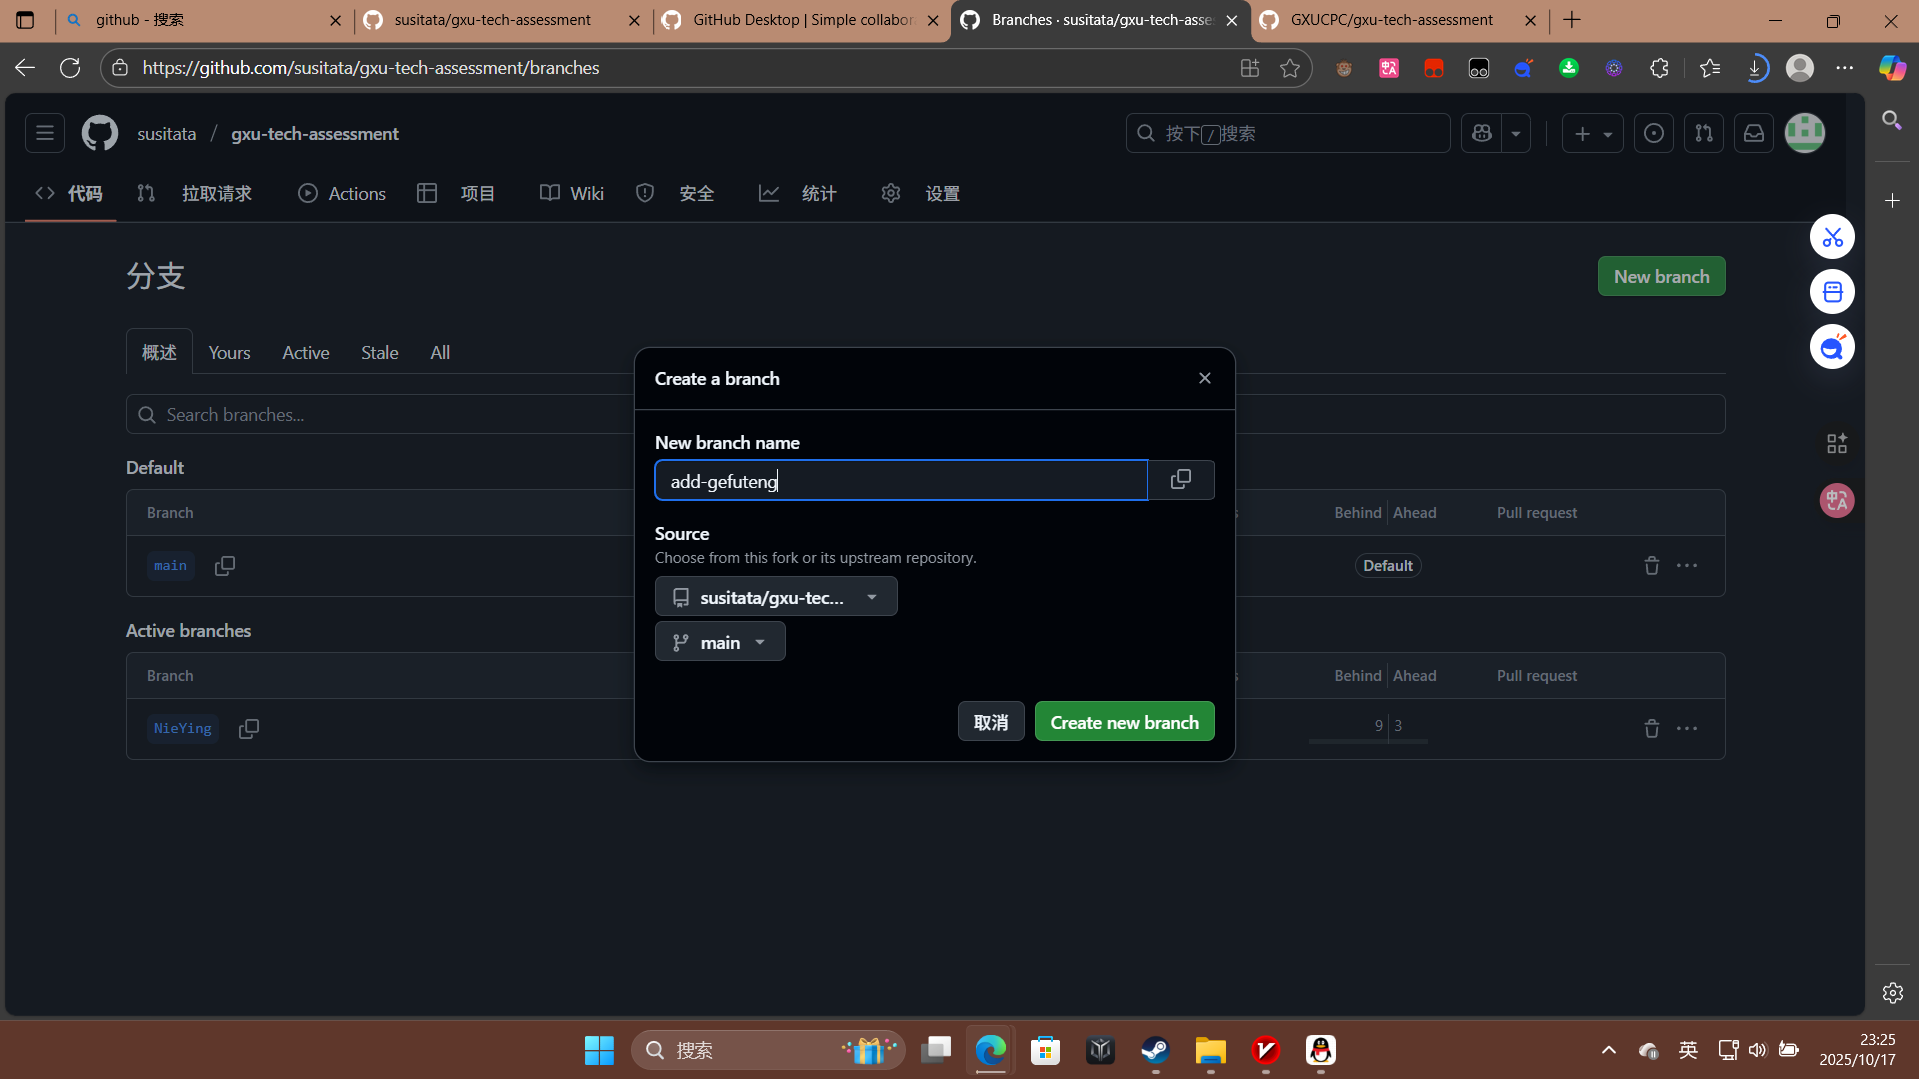 github - 搜索
susitata/gxu-tech-assessment
GitHub Desktop | Simple collabor
Branches · susitata/gxu-tech-asse
GXUCPC/gxu-tech-assessment
https://github.com/susitata/gxu-tech-assessment/branches
susitata / gxu-tech-assessment
按下 / 搜索
代码
拉取请求
Actions
项目
Wiki
安全
统计
设置
分支
New branch
概述
Yours
Active
Stale
All
Search branches...
Default
Branch
Behind
Ahead
Pull request
main
Default
Active branches
Branch
Behind
Ahead
Pull request
NieYing
9 3
Create a branch
New branch name
add-gefuteng
Source
Choose from this fork or its upstream repository.
susitata/gxu-tec...
main
取消
Create new branch
搜索
英
23:25
2025/10/17